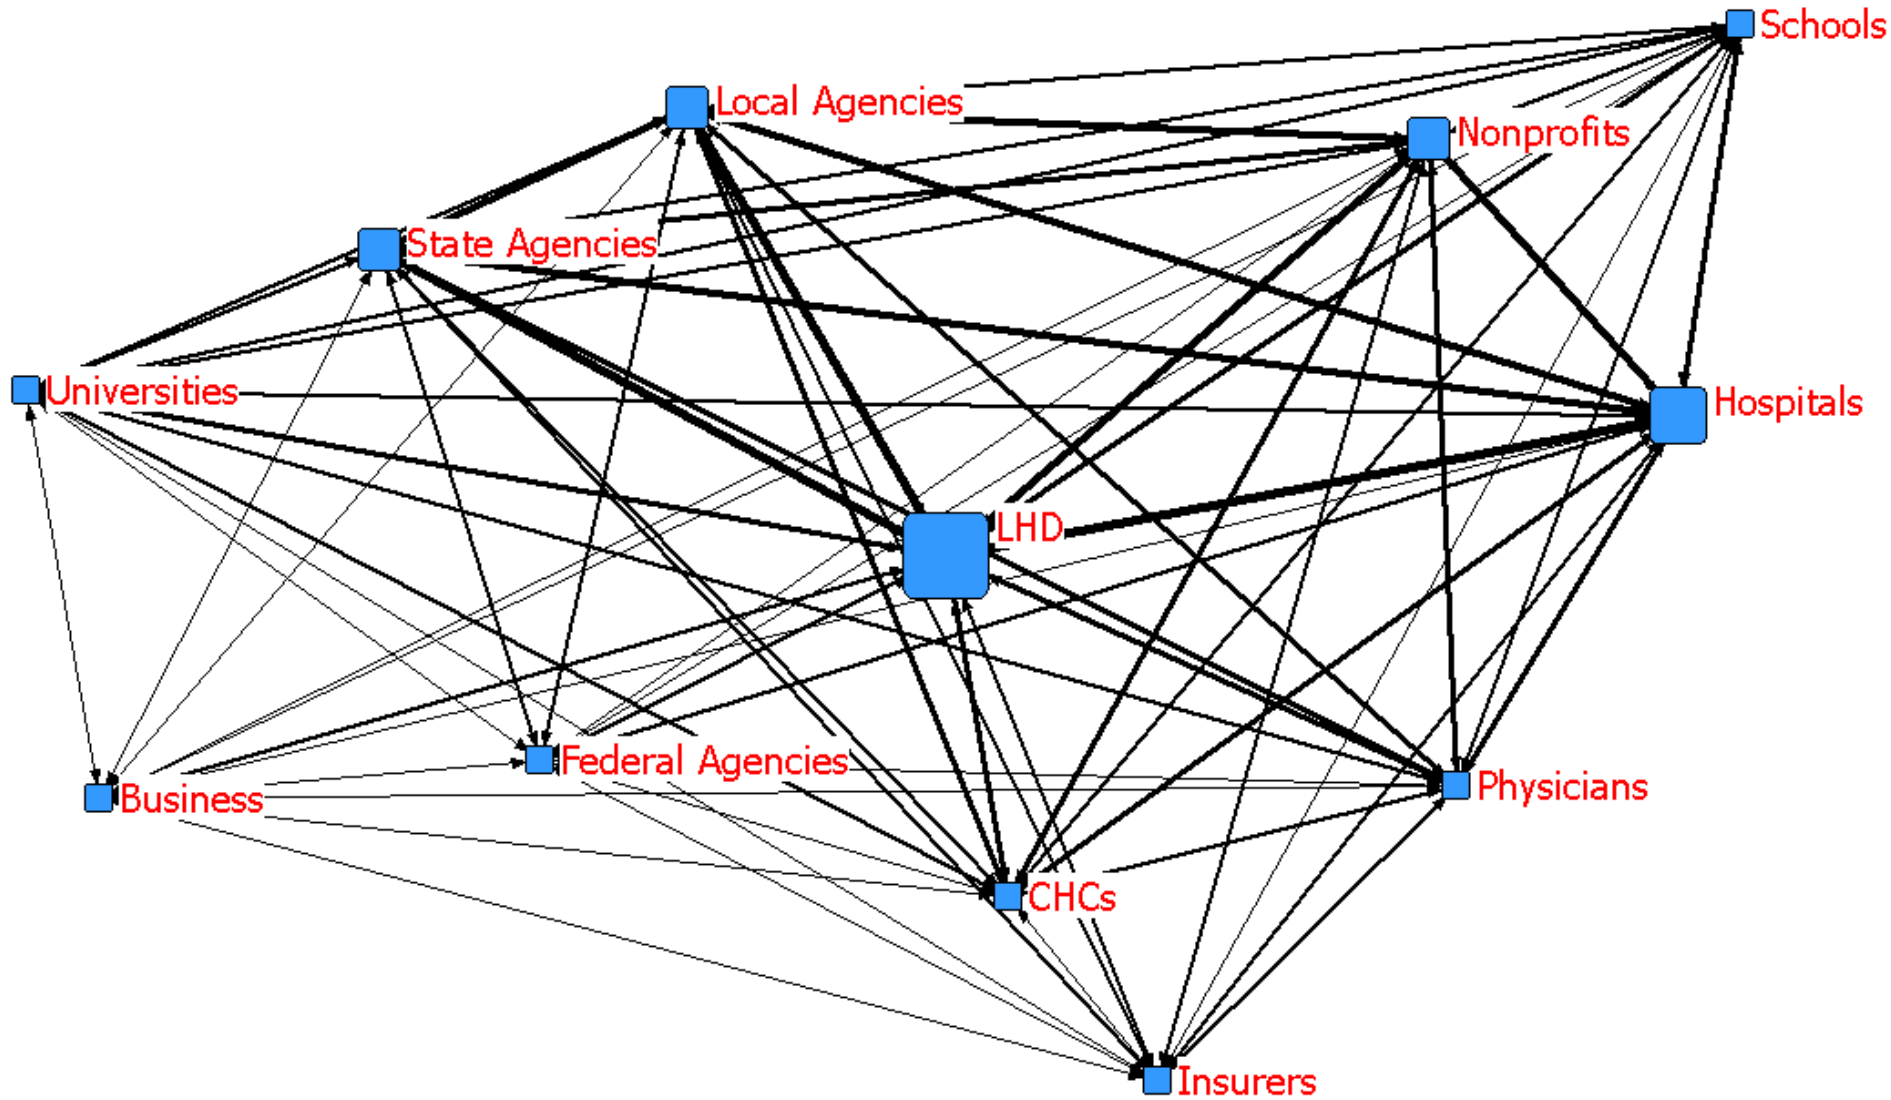 Schools
Local Agencies
Nonprofits
State Agencies
Universities
Hospitals
LHD
Federal Agencies
Business
Physicians
CHCs
Insurers